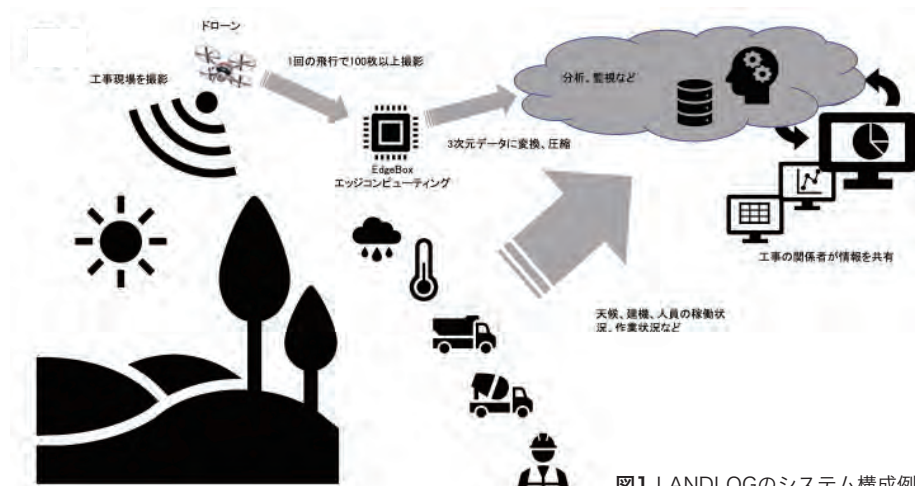 ドローン
1回の飛行で100枚以上撮影
工事現場を撮影
分析、監視など
3次元データに変換、圧縮
EdgeBox
エッジコンピューティング
工事の関係者が情報を共有
天候、建機、人員の稼働状
況、作業状況など
図1 LANDLOGのシステム構成例